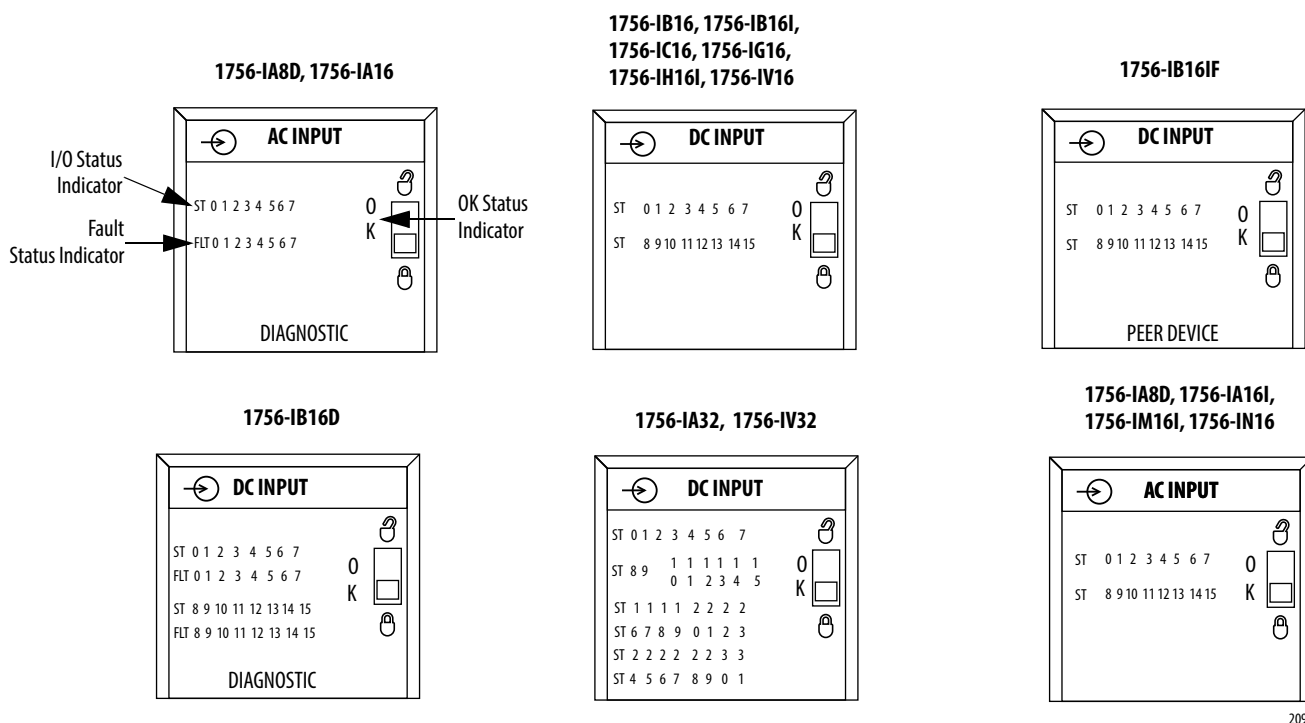 1756-IA8D, 1756-IA16
AC INPUT
I/O Status
Indicator
ST 0 1 2 3 4 5 6 7
Fault
Status Indicator
FLT 0 1 2 3 4 5 6 7
O
K
OK Status
Indicator
DIAGNOSTIC
1756-IB16, 1756-IB16I,
1756-IC16, 1756-IG16,
1756-IH16I, 1756-IV16
DC INPUT
ST 0 1 2 3 4 5 6 7
ST 8 9 10 11 12 13 14 15
O
K
1756-IB16IF
DC INPUT
ST 0 1 2 3 4 5 6 7
ST 8 9 10 11 12 13 14 15
O
K
PEER DEVICE
1756-IB16D
DC INPUT
ST 0 1 2 3 4 5 6 7
FLT 0 1 2 3 4 5 6 7
ST 8 9 10 11 12 13 14 15
FLT 8 9 10 11 12 13 14 15
O
K
DIAGNOSTIC
1756-IA32, 1756-IV32
DC INPUT
ST 0 1 2 3 4 5 6 7
ST 8 9 1 1 1 1 1 1
0 1 2 3 4 5
ST 1 1 1 1 2 2 2 2
ST 6 7 8 9 0 1 2 3
ST 2 2 2 2 2 2 3 3
ST 4 5 6 7 8 9 0 1
O
K
1756-IA8D, 1756-IA16I,
1756-IM16I, 1756-IN16
AC INPUT
ST 0 1 2 3 4 5 6 7
ST 8 9 10 11 12 13 14 15
O
K
209